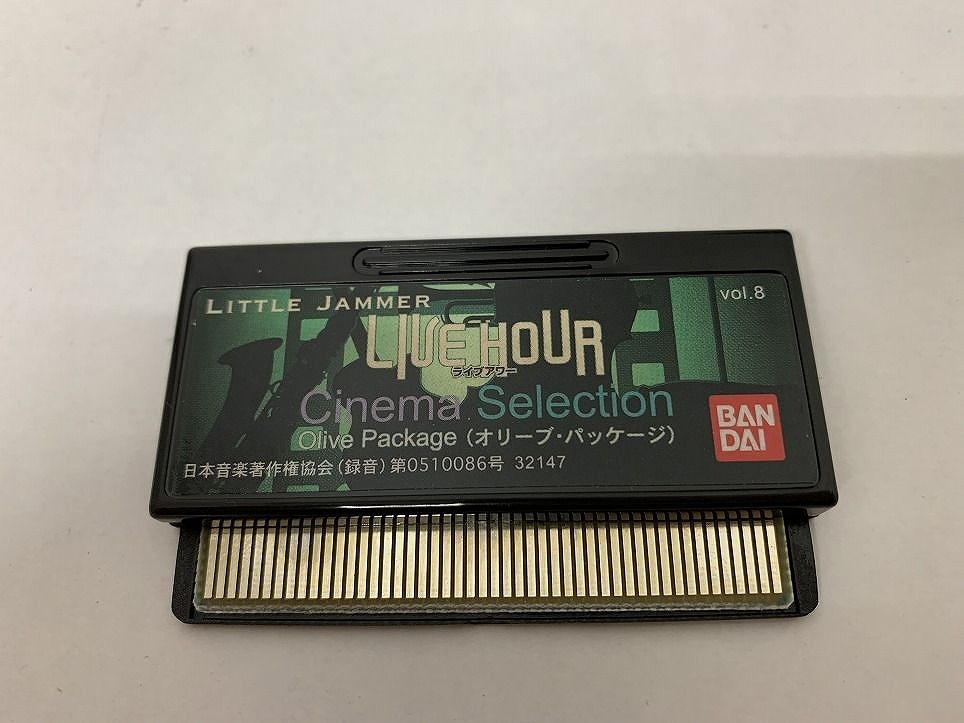 LITTLE JAMMER
vol.8
LIVE HOUR
ライブアワー
Cinema Selection
Olive Package (オリーブ・パッケージ)
BAN
DAI
日本音楽著作権協会(録音)第0510086号 32147